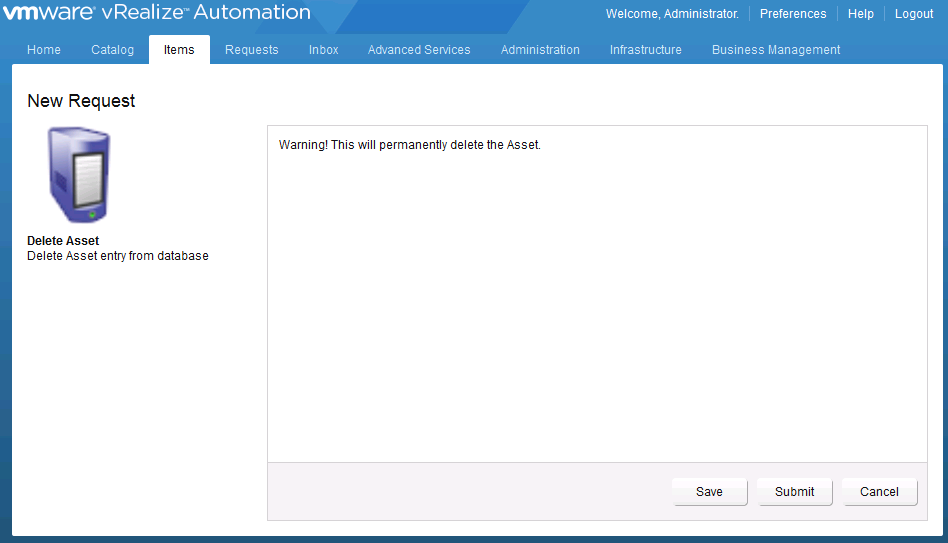 vmware® vRealize™ Automation
Welcome, Administrator. Preferences Help Logout
Home Catalog Items Requests Inbox Advanced Services Administration Infrastructure Business Management
New Request
Warning! This will permanently delete the Asset.
Delete Asset
Delete Asset entry from database
Save Submit Cancel